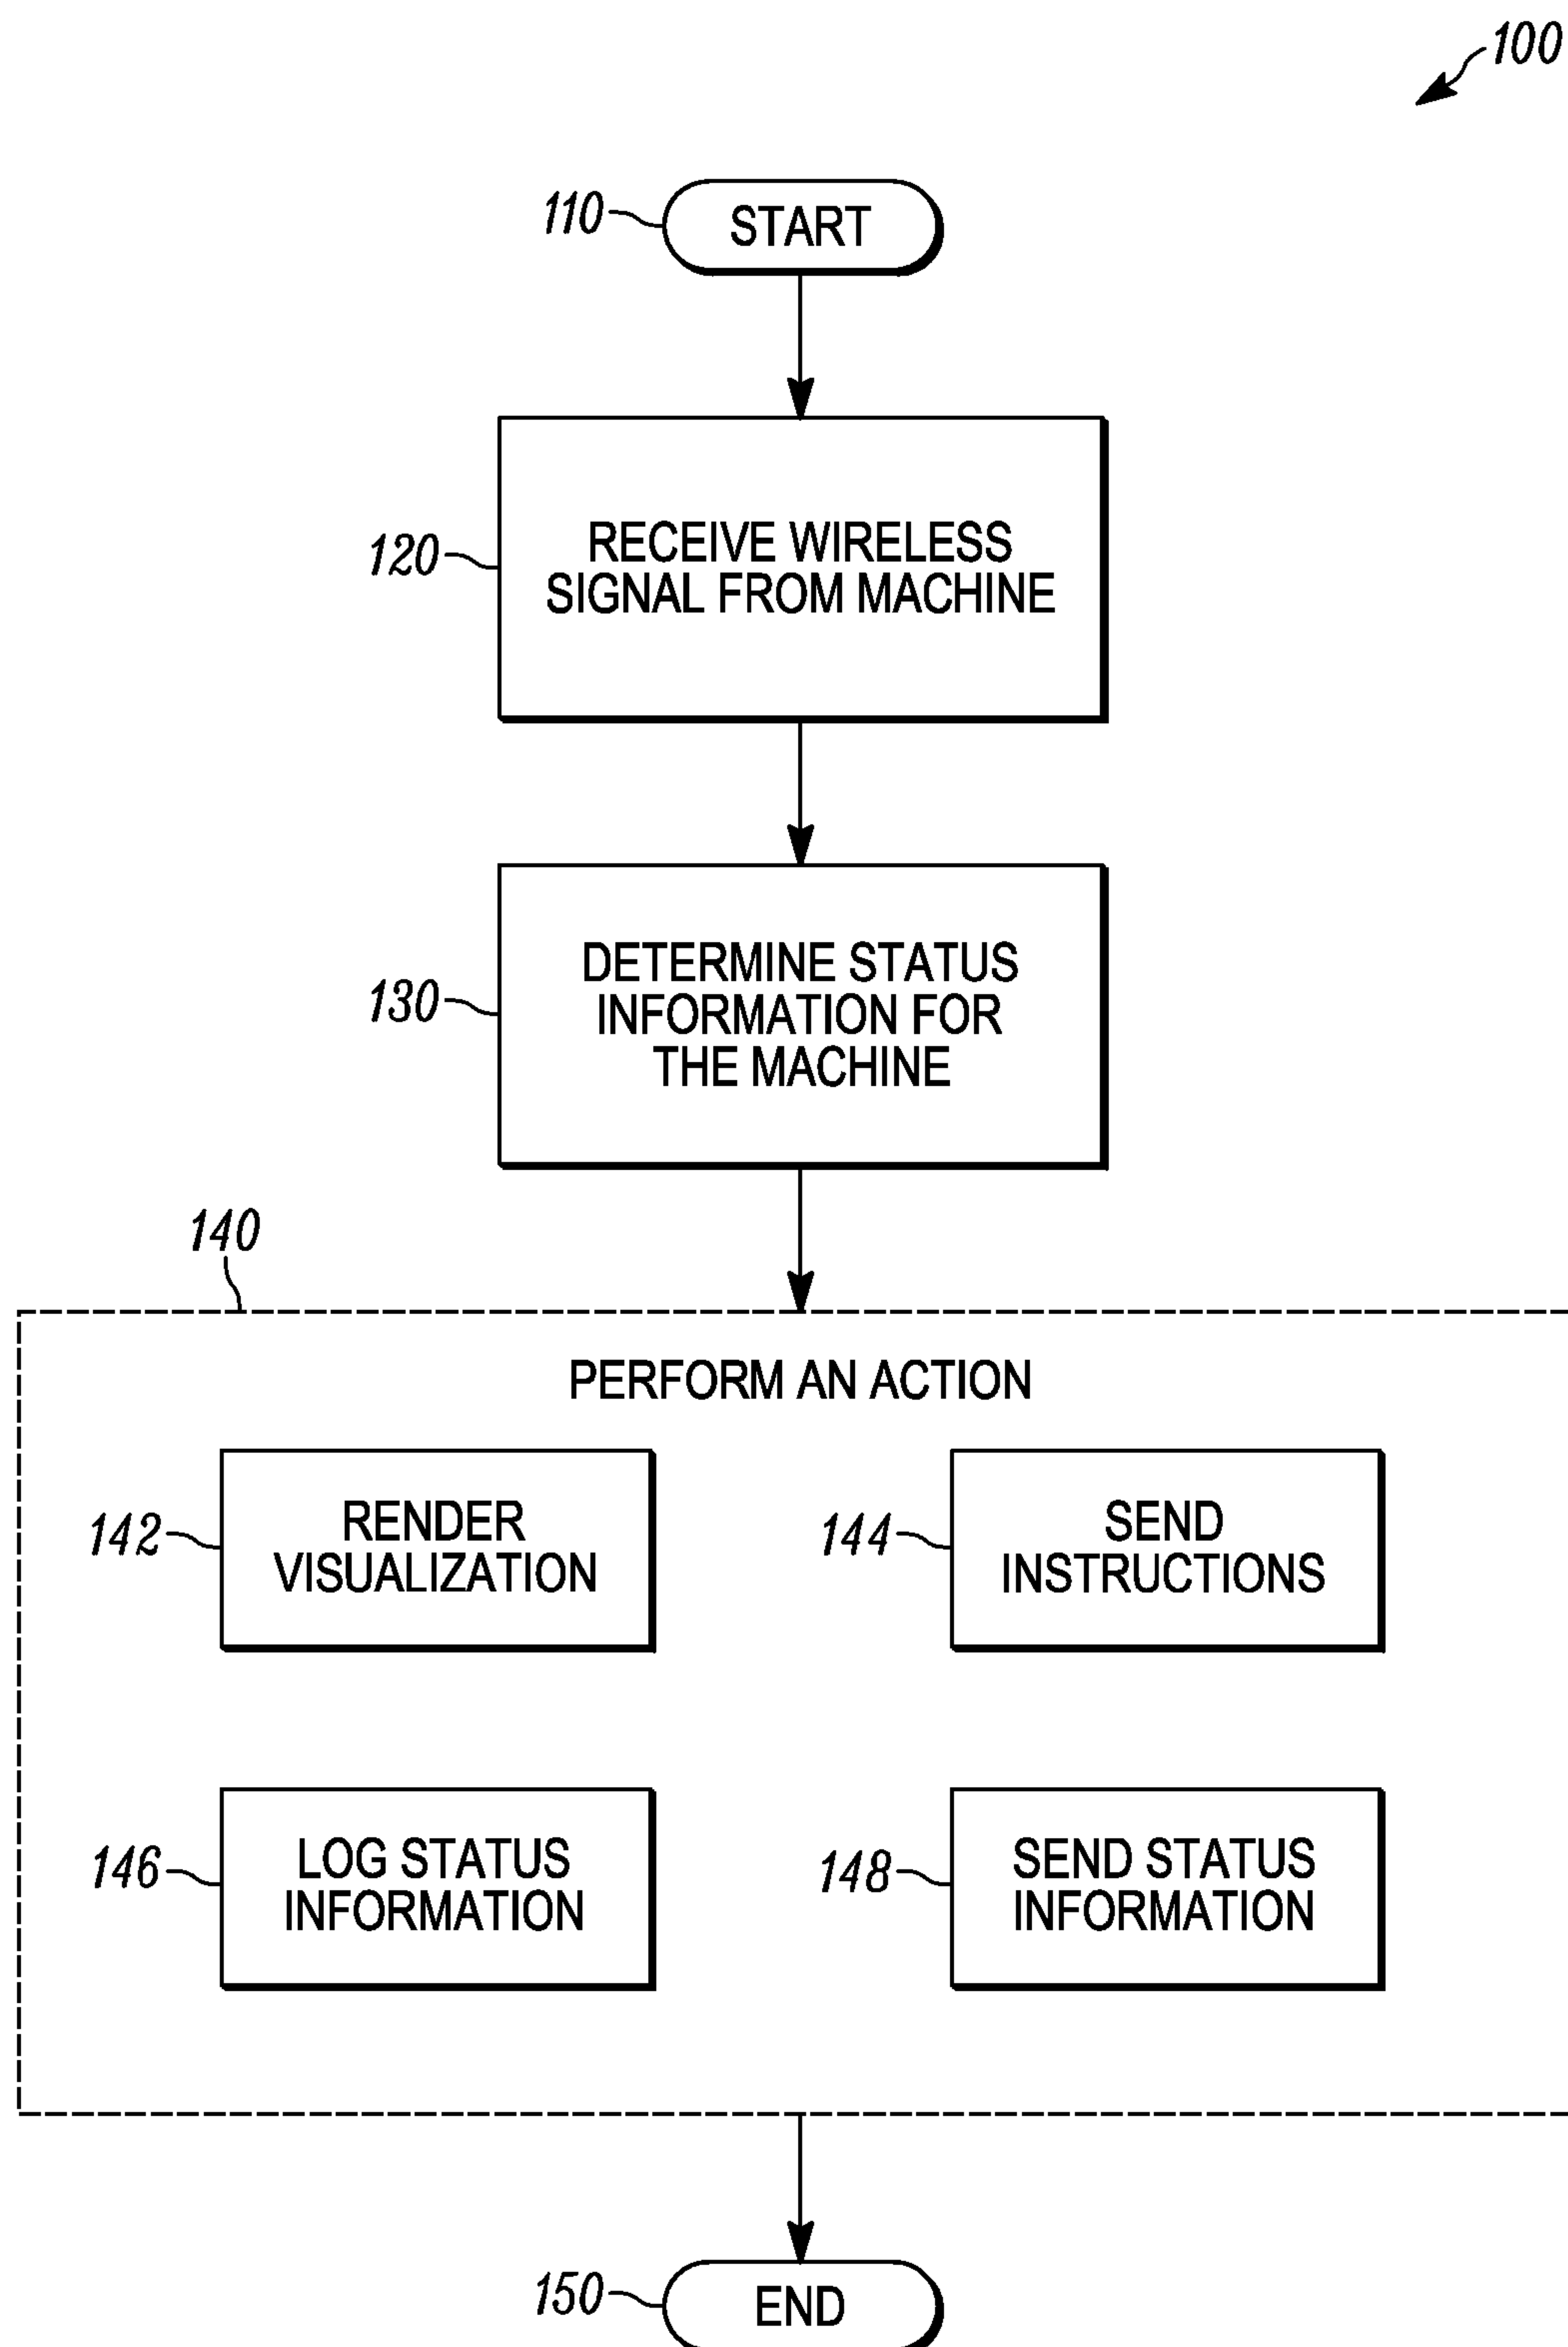 100
110
START
120
RECEIVE WIRELESS
SIGNAL FROM MACHINE
130
DETERMINE STATUS
INFORMATION FOR
THE MACHINE
140
PERFORM AN ACTION
142
RENDER
VISUALIZATION
144
SEND
INSTRUCTIONS
146
LOG STATUS
INFORMATION
148
SEND STATUS
INFORMATION
150
END